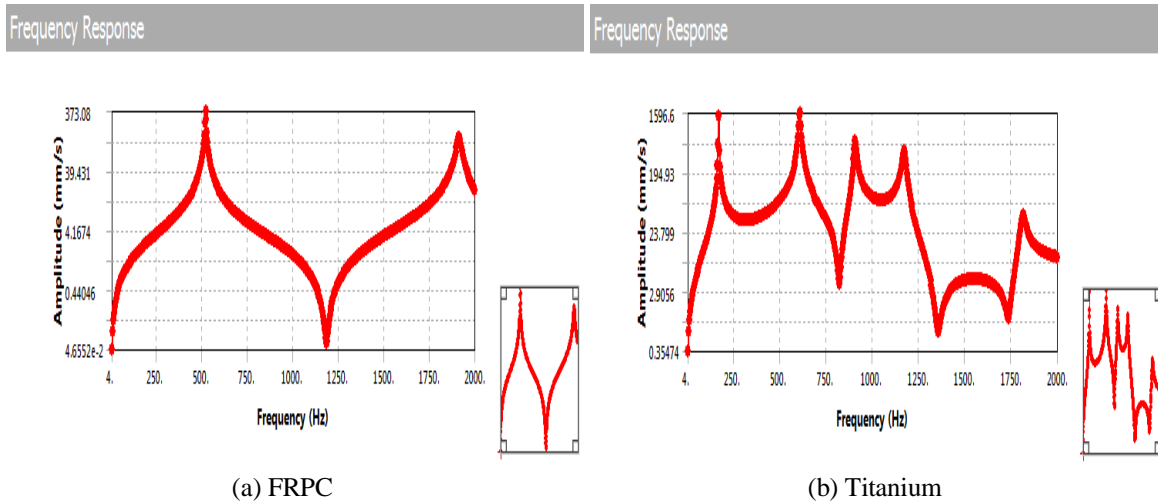 Frequency Response
373.08
39.431
4.1674
0.44046
4.6552e-2
Amplitude (mm/s)
4. 250. 500. 750. 1000. 1250. 1500. 1750. 2000.
Frequency (Hz)
(a) FRPC
Frequency Response
1596.6
194.93
23.799
2.9056
0.35474
Amplitude (mm/s)
4. 250. 500. 750. 1000. 1250. 1500. 1750. 2000.
Frequency (Hz)
(b) Titanium